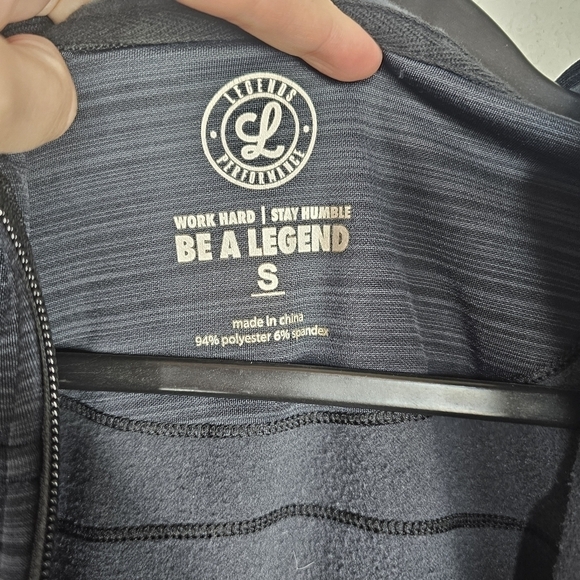 LEGENDS
L
PERFORMANCE
WORK HARD | STAY HUMBLE
BE A LEGEND
S
made in china
94% polyester 6% spandex